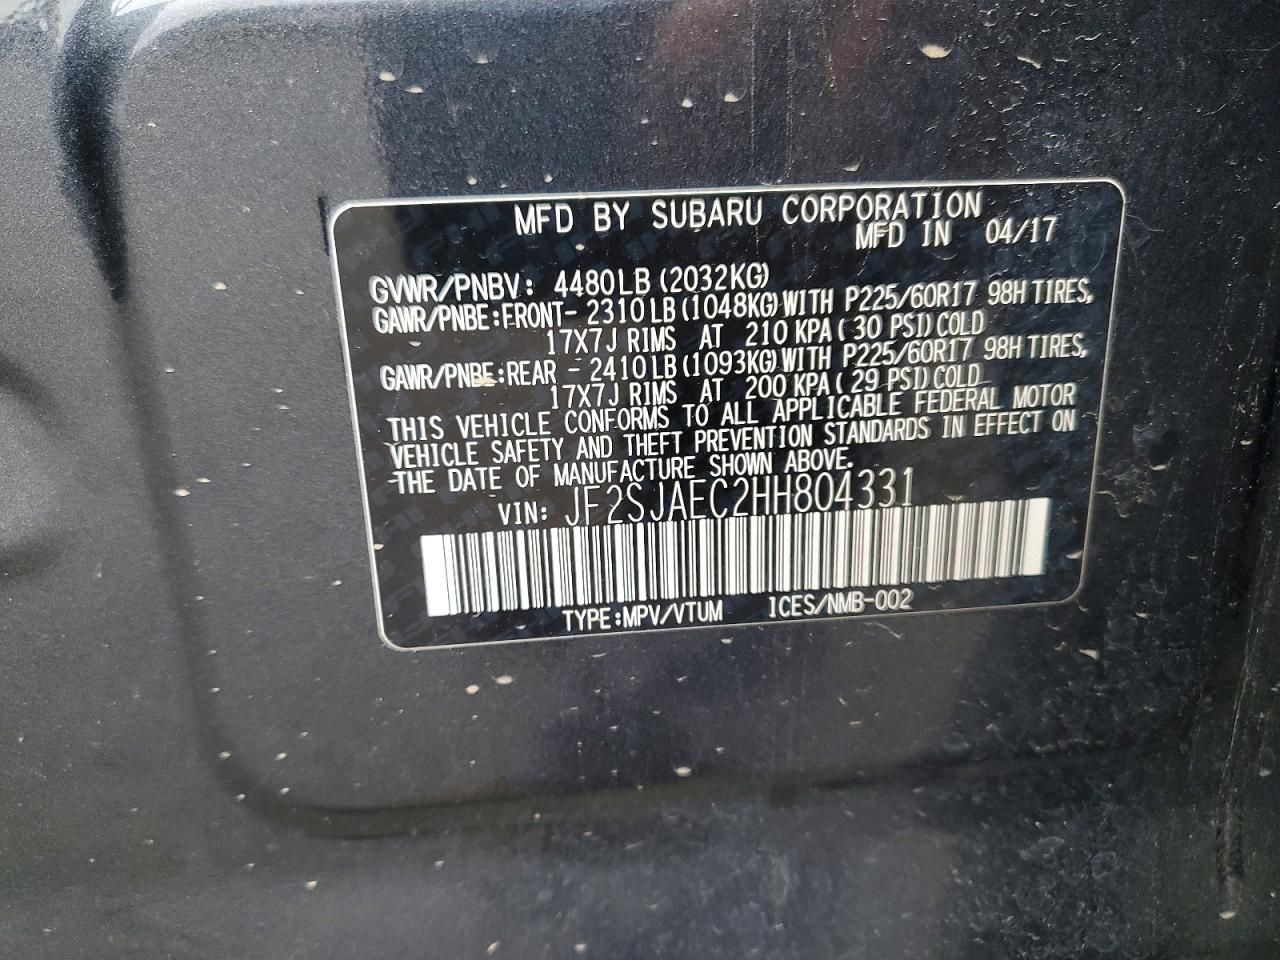 MFD BY SUBARU CORPORATION
MFD IN 04/17
GVWR/PNBV: 4480LB (2032KG)
GAWR/PNBE:FRONT- 2310LB (1048KG) WITH P225/60R17 98H TIRES,
17X7J RIMS AT 210 KPA ( 30 PSI) COLD
GAWR/PNBE:REAR - 2410LB (1093KG) WITH P225/60R17 98H TIRES,
17X7J RIMS AT 200 KPA ( 29 PSI) COLD
THIS VEHICLE CONFORMS TO ALL APPLICABLE FEDERAL MOTOR
VEHICLE SAFETY AND THEFT PREVENTION STANDARDS IN EFFECT ON
THE DATE OF MANUFACTURE SHOWN ABOVE.
VIN: JF2SJAEC2HH804331
TYPE:MPV/VTUM ICES/NMB-002